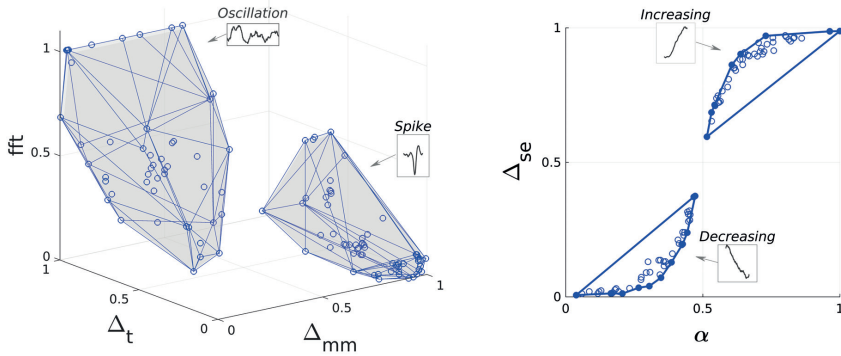 Oscillation
1
Spike
fft
0.5
0
1
0.5
0
0
0.5
1
Δt
Δmm
Increasing
1
Δse
0.5
Decreasing
0
0
0.5
1
α